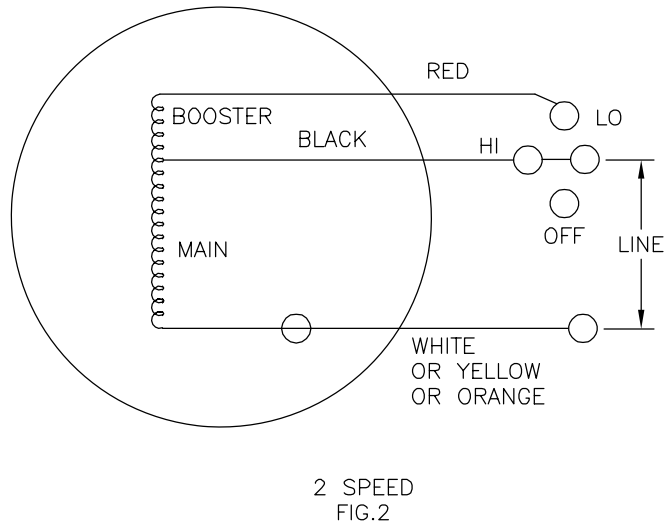 RED
BOOSTER
LO
BLACK
HI
OFF
MAIN
LINE
WHITE
OR YELLOW
OR ORANGE
2 SPEED
FIG.2